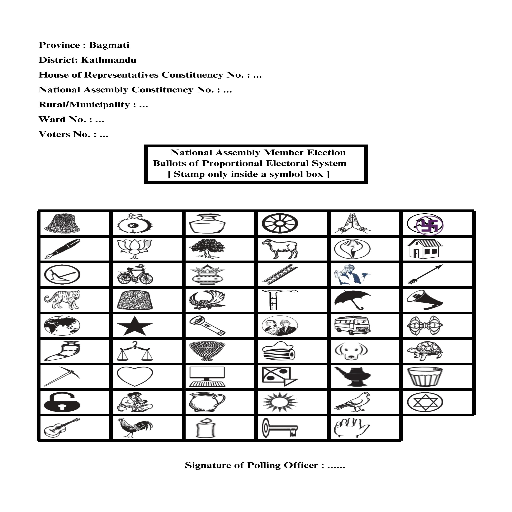 Province : Bagmati
District: Kathmandu
House of Representatives Constituency No. : ...
National Assembly Constituency No. : ...
Rural/Municipality : ...
Ward No. : ...
Voters No. : ...
National Assembly Member Election
Ballots of Proportional Electoral System
[ Stamp only inside a symbol box ]
Signature of Polling Officer : ......